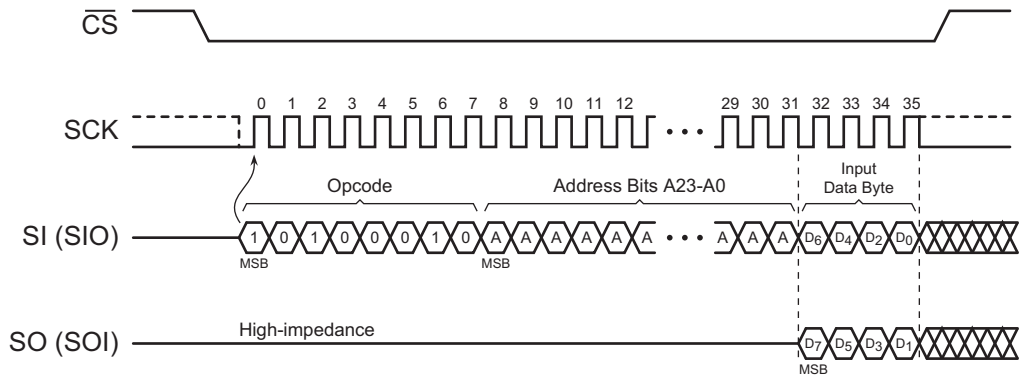 CS
0 1 2 3 4 5 6 7 8 9 10 11 12 29 30 31 32 33 34 35
SCK
Opcode
Address Bits A23-A0
Input
Data Byte
SI (SIO)
1 0 1 0 0 0 1 0 A A A A A A A A A D6 D4 D2 D0
MSB MSB
High-impedance
SO (SOI)
D7 D5 D3 D1
MSB